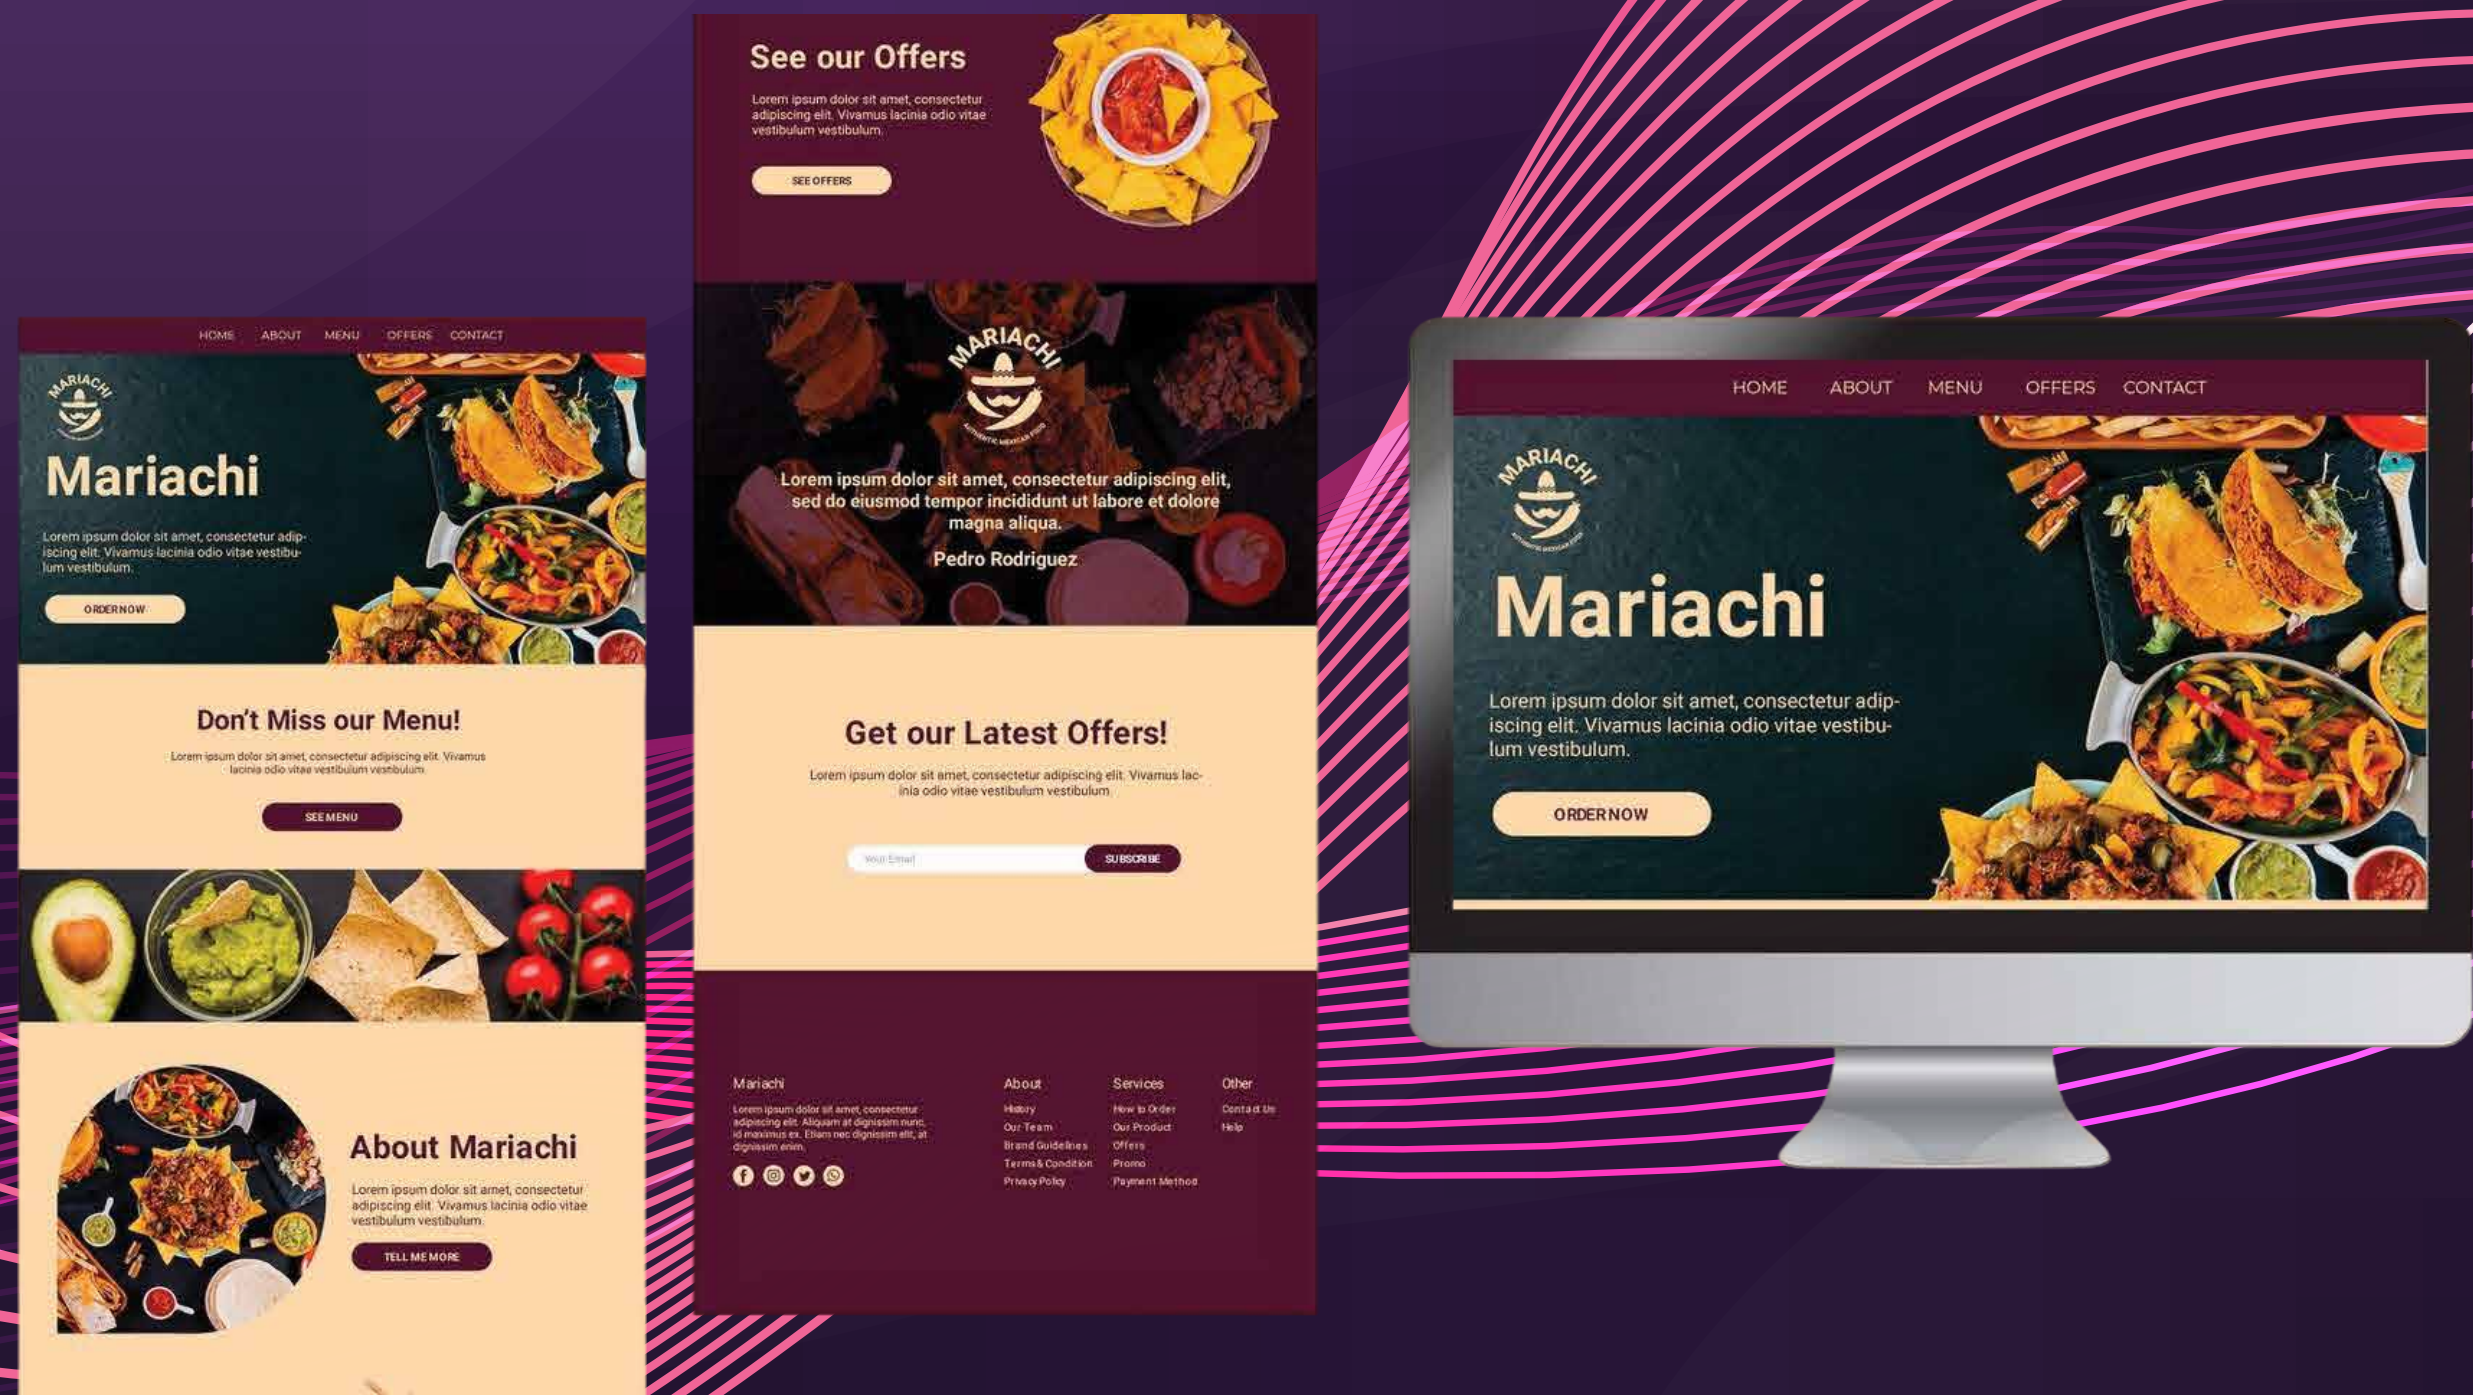 HOME ABOUT MENU OFFERS CONTACT
MARIACHI
Mariachi
Lorem ipsum dolor sit amet, consectetur adip-
iscing elit. Vivamus lacinia odio vitae vestibu-
lum vestibulum.
ORDER NOW
Don't Miss our Menu!
Lorem ipsum dolor sit amet, consectetur adipiscing elit. Vivamus
lacinia odio vitae vestibulum vestibulum.
SEE MENU
About Mariachi
Lorem ipsum dolor sit amet, consectetur
adipiscing elit. Vivamus lacinia odio vitae
vestibulum vestibulum.
TELL ME MORE
See our Offers
Lorem ipsum dolor sit amet, consectetur
adipiscing elit. Vivamus lacinia odio vitae
vestibulum vestibulum.
SEE OFFERS
MARIACHI
AUTHENTIC MEXICAN FOOD
Lorem ipsum dolor sit amet, consectetur adipiscing elit,
sed do eiusmod tempor incididunt ut labore et dolore
magna aliqua.
Pedro Rodriguez
Get our Latest Offers!
Lorem ipsum dolor sit amet, consectetur adipiscing elit. Vivamus lac-
inia odio vitae vestibulum vestibulum.
Your Email
SUBSCRIBE
Mariachi
Lorem ipsum dolor sit amet, consectetur
adipiscing elit. Aliquam at dignissim nunc,
id maximus ex. Etiam nec dignissim elit, at
dignissim enim.
About
History
Our Team
Brand Guidelines
Terms & Condition
Privacy Policy
Services
How to Order
Our Product
Offers
Promo
Payment Method
Other
Contact Us
Help
HOME ABOUT MENU OFFERS CONTACT
MARIACHI
AUTHENTIC MEXICAN FOOD
Mariachi
Lorem ipsum dolor sit amet, consectetur adip-
iscing elit. Vivamus lacinia odio vitae vestibu-
lum vestibulum.
ORDER NOW